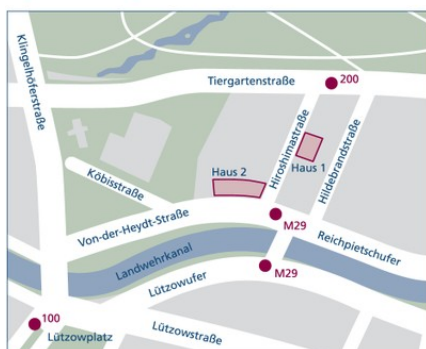 Klingelhöferstraße
Tiergartenstraße
200
Hiroshimastraße
Haus 1
Hildebrandstraße
Haus 2
Köbisstraße
Von-der-Heydt-Straße
M29
Reichpietschufer
Landwehrkanal
M29
Lützowufer
100
Lützowplatz
Lützowstraße